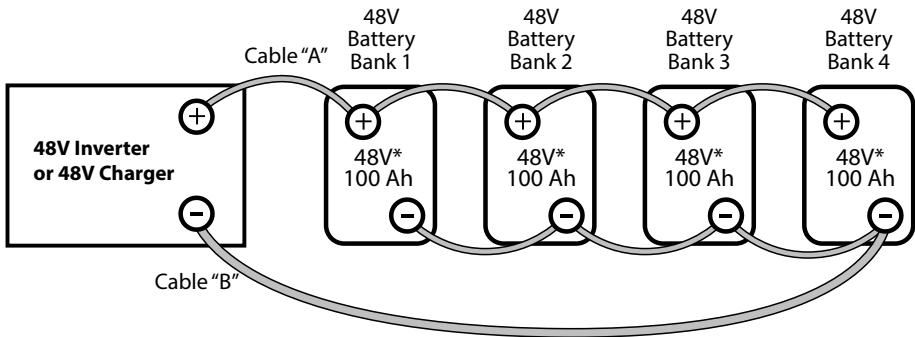 48V
Battery
Bank 1
48V
Battery
Bank 2
48V
Battery
Bank 3
48V
Battery
Bank 4
Cable “A”
+
+
+
+
+
48V Inverter
or 48V Charger
48V*
100 Ah
48V*
100 Ah
48V*
100 Ah
48V*
100 Ah
-
-
-
-
-
Cable “B”